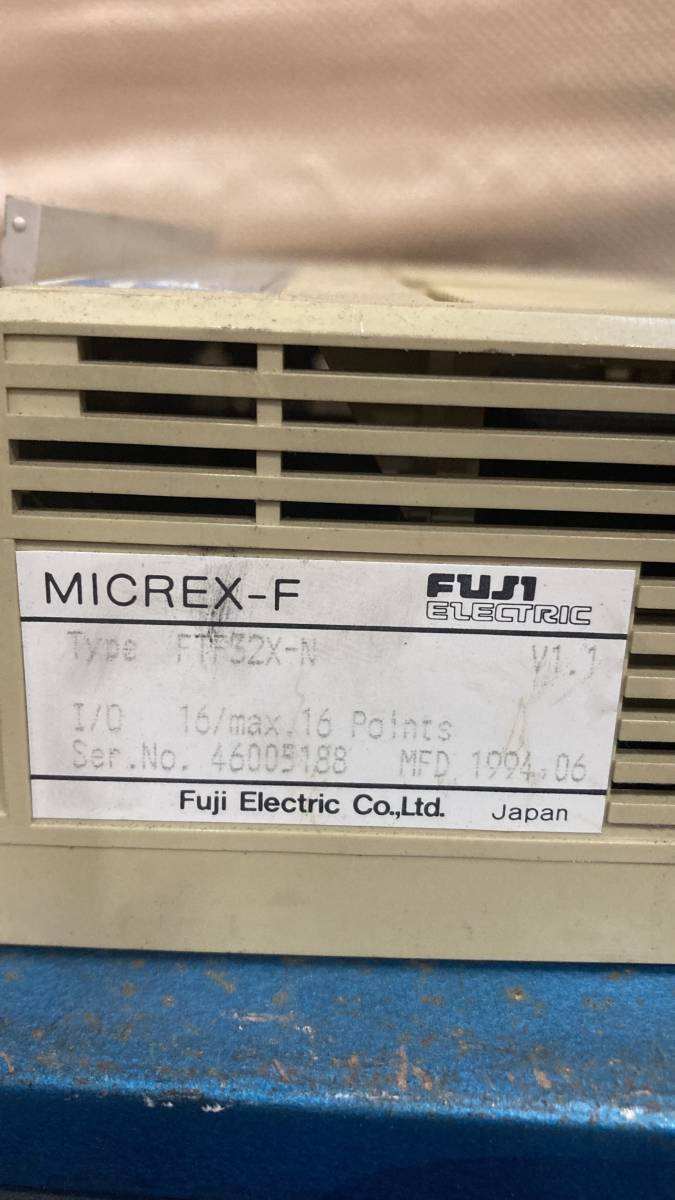 MICREX-F FUJI ELECTRIC
Type FTF32X-N V1.1
I/O 16/max.16 Points
Ser.No. 46005188 MFD 1994.06
Fuji Electric Co.,Ltd. Japan